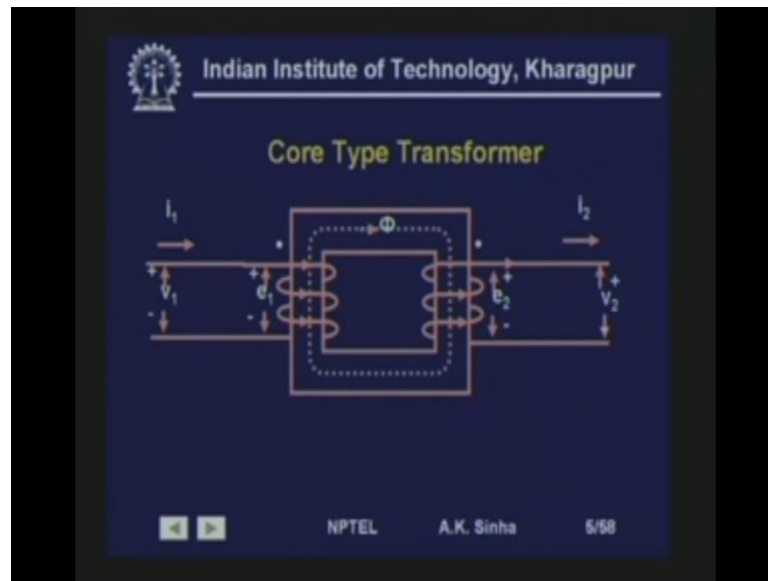 Indian Institute of Technology, Kharagpur
Core Type Transformer
i₁
Φ
i₂
+ v₁ -
+ e₁ -
e₂ + -
v₂ + -
NPTEL A.K. Sinha 5/58